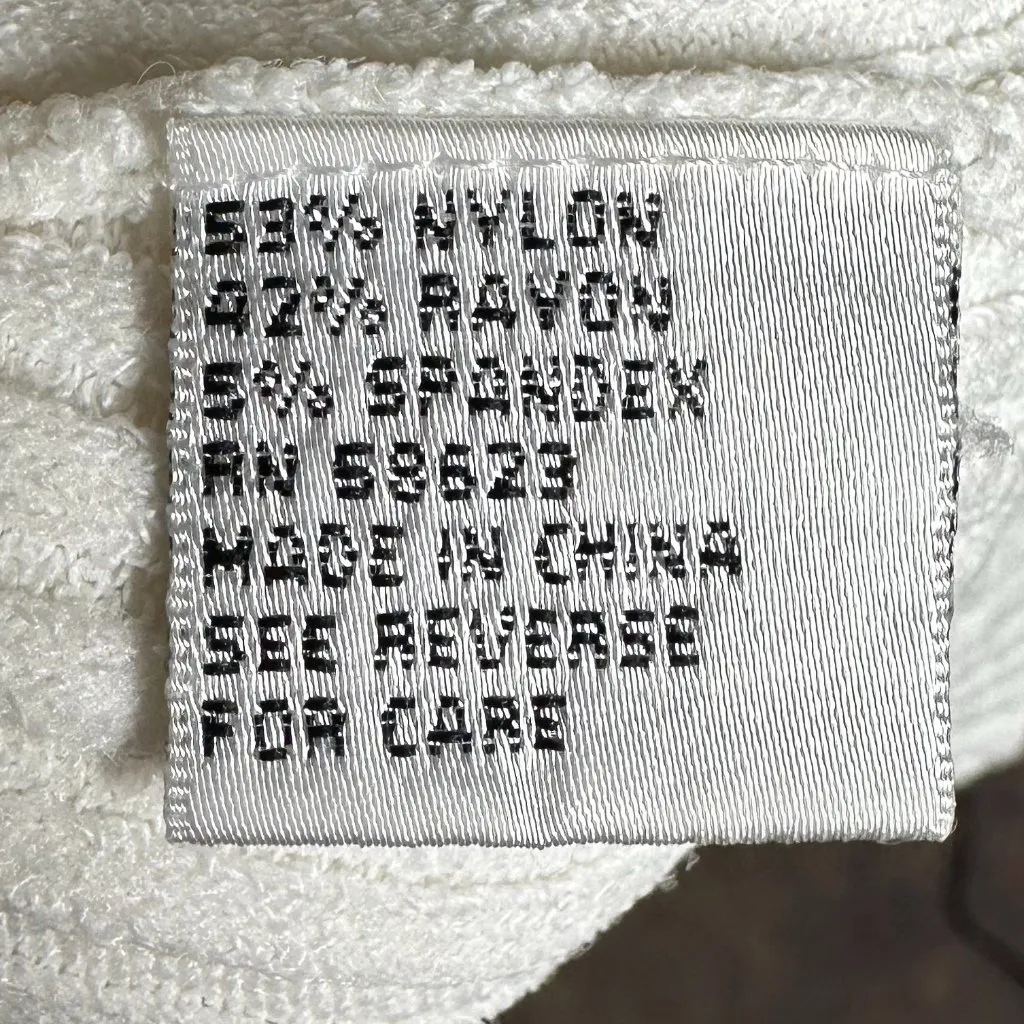 53% NYLON
42% RAYON
5% SPANDEX
RN 59623
MADE IN CHINA
SEE REVERSE
FOR CARE